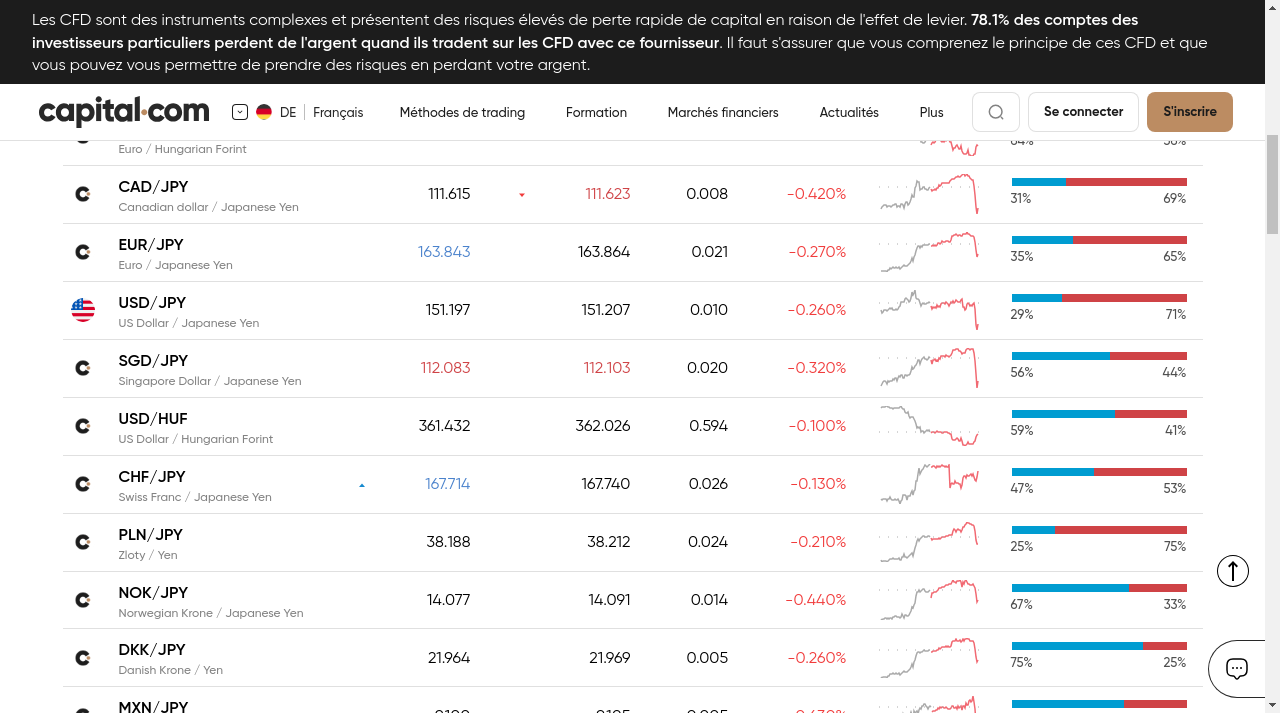 Les CFD sont des instruments complexes et présentent des risques élevés de perte rapide de capital en raison de l'effet de levier. 78.1% des comptes des
investisseurs particuliers perdent de l'argent quand ils tradent sur les CFD avec ce fournisseur. Il faut s'assurer que vous comprenez le principe de ces CFD et que
vous pouvez vous permettre de prendre des risques en perdant votre argent.
capital.com DE Français Méthodes de trading Formation Marchés financiers Actualités Plus Se connecter S'inscrire
Euro / Hungarian Forint
CAD/JPY 111.615 111.623 0.008 -0.420%
Canadian dollar / Japanese Yen 31% 69%
EUR/JPY 163.843 163.864 0.021 -0.270%
Euro / Japanese Yen 35% 65%
USD/JPY 151.197 151.207 0.010 -0.260%
US Dollar / Japanese Yen 29% 71%
SGD/JPY 112.083 112.103 0.020 -0.320%
Singapore Dollar / Japanese Yen 56% 44%
USD/HUF 361.432 362.026 0.594 -0.100%
US Dollar / Hungarian Forint 59% 41%
CHF/JPY 167.714 167.740 0.026 -0.130%
Swiss Franc / Japanese Yen 47% 53%
PLN/JPY 38.188 38.212 0.024 -0.210%
Zloty / Yen 25% 75%
NOK/JPY 14.077 14.091 0.014 -0.440%
Norwegian Krone / Japanese Yen 67% 33%
DKK/JPY 21.964 21.969 0.005 -0.260%
Danish Krone / Yen 75% 25%
MXN/JPY